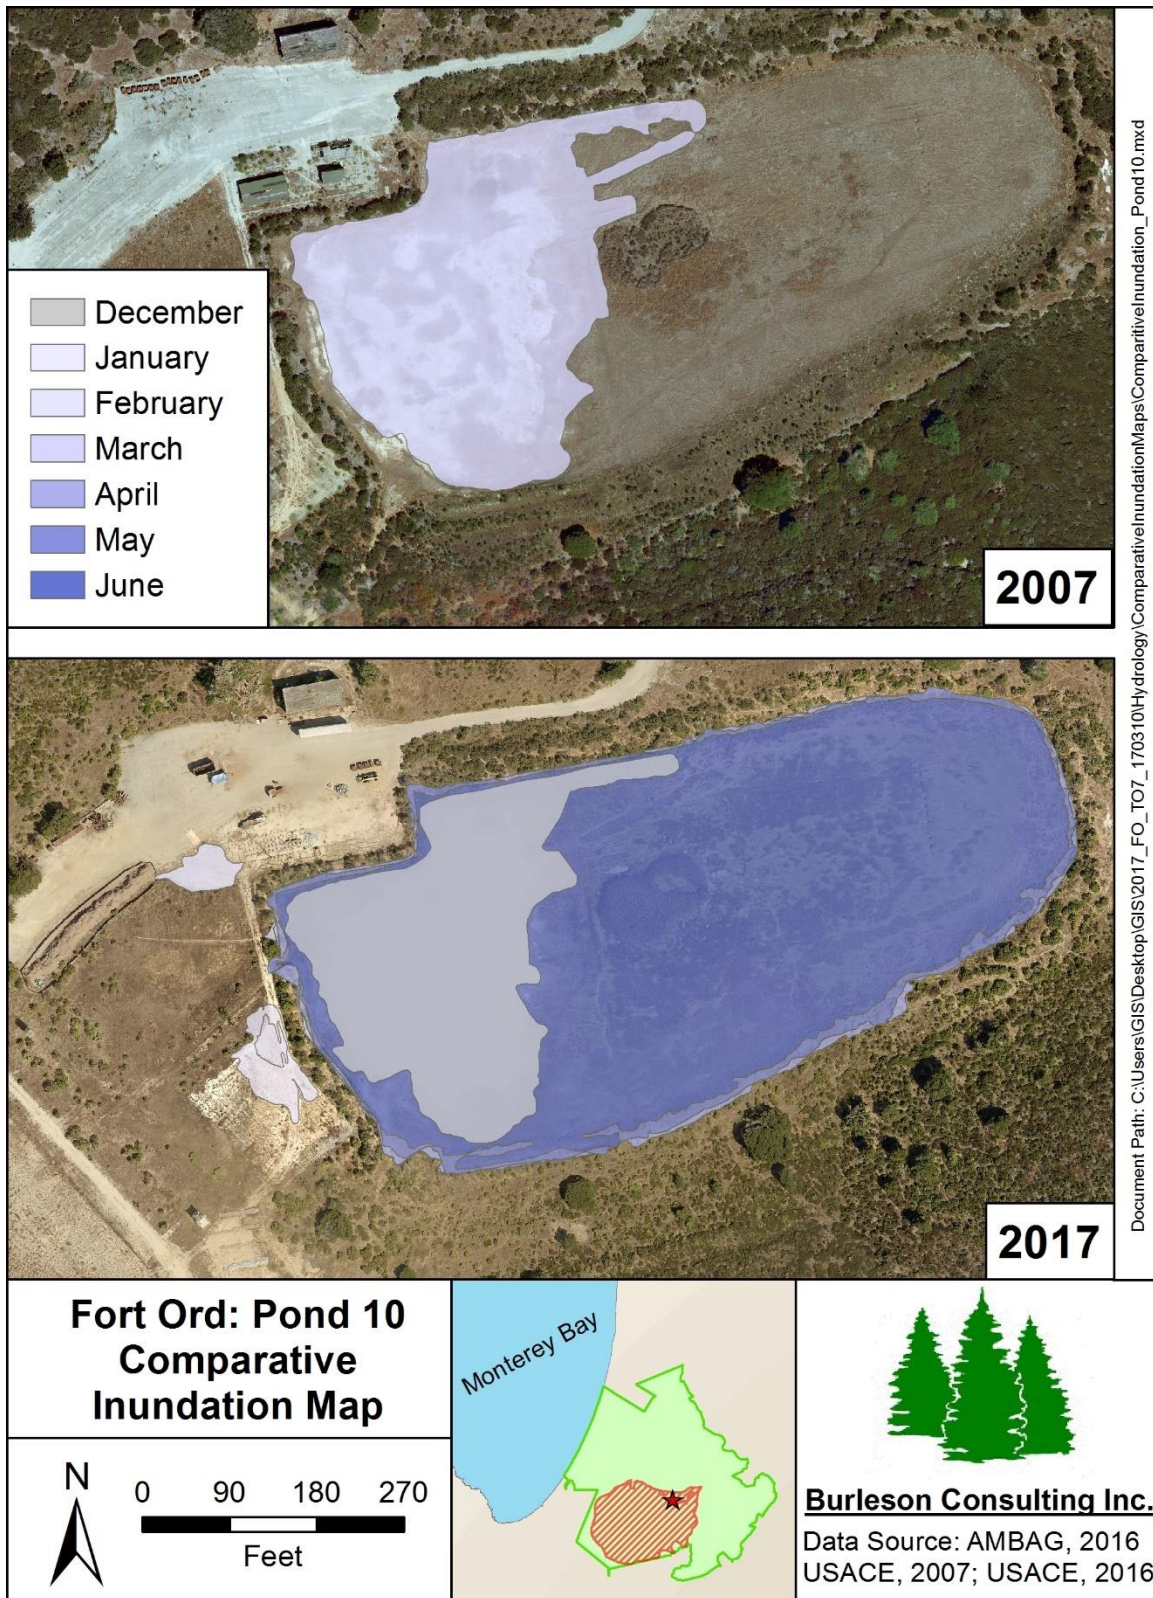 December
January
February
March
April
May
June
2007
2017
Document Path: C:\Users\GIS\Desktop\GIS\2017_FO_TO7_170310\Hydrology\ComparativeInundationMaps\ComparitiveInundation_Pond10.mxd
Fort Ord: Pond 10
Comparative
Inundation Map
N
0 90 180 270
Feet
Monterey Bay
Burleson Consulting Inc.
Data Source: AMBAG, 2016
USACE, 2007; USACE, 2016